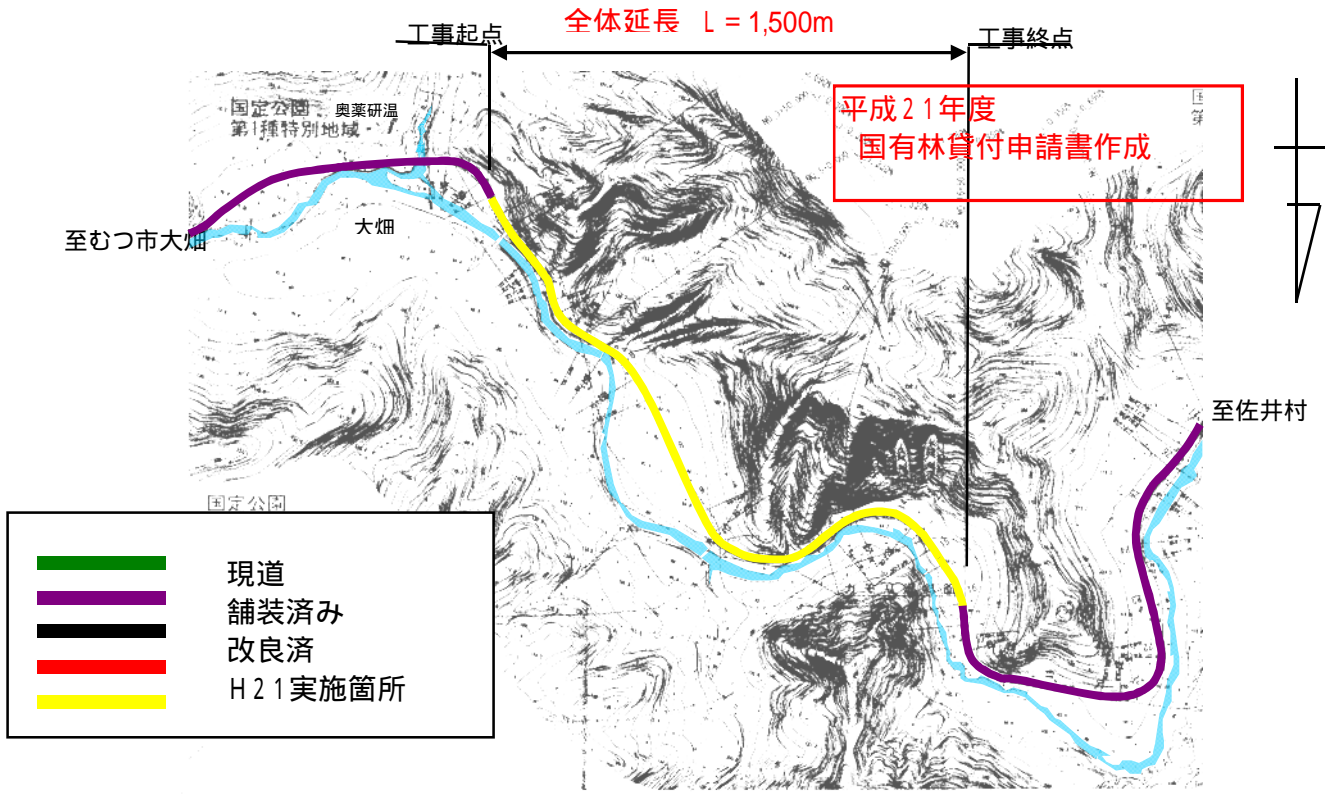 全体延長 L = 1,500m
工事起点
工事終点
平成21年度
国有林貸付申請書作成
国定公園
第1種特別地域
奥薬研温
大畑
至むつ市大畑
至佐井村
国定公園
現道
舗装済み
改良済
H21実施箇所